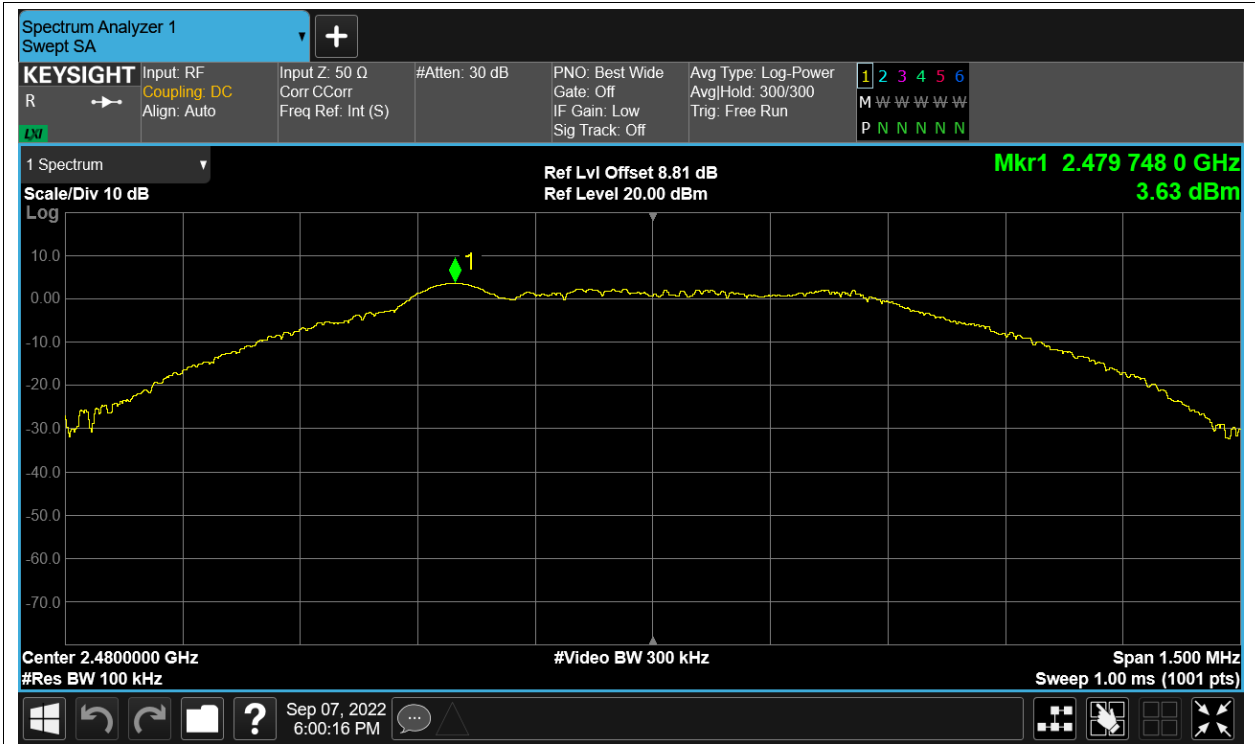 Spectrum Analyzer 1
Swept SA
KEYSIGHT
R
LXI
Input: RF
Coupling: DC
Align: Auto
Input Z: 50 Ω
Corr CCorr
Freq Ref: Int (S)
#Atten: 30 dB
PNO: Best Wide
Gate: Off
IF Gain: Low
Sig Track: Off
Avg Type: Log-Power
Avg|Hold: 300/300
Trig: Free Run
1 2 3 4 5 6
M W W W W W
P N N N N N
1 Spectrum
Scale/Div 10 dB
Log
Ref Lvl Offset 8.81 dB
Ref Level 20.00 dBm
Mkr1 2.479 748 0 GHz
3.63 dBm
1
10.0
0.00
-10.0
-20.0
-30.0
-40.0
-50.0
-60.0
-70.0
Center 2.4800000 GHz
#Res BW 100 kHz
#Video BW 300 kHz
Span 1.500 MHz
Sweep 1.00 ms (1001 pts)
?
Sep 07, 2022
6:00:16 PM